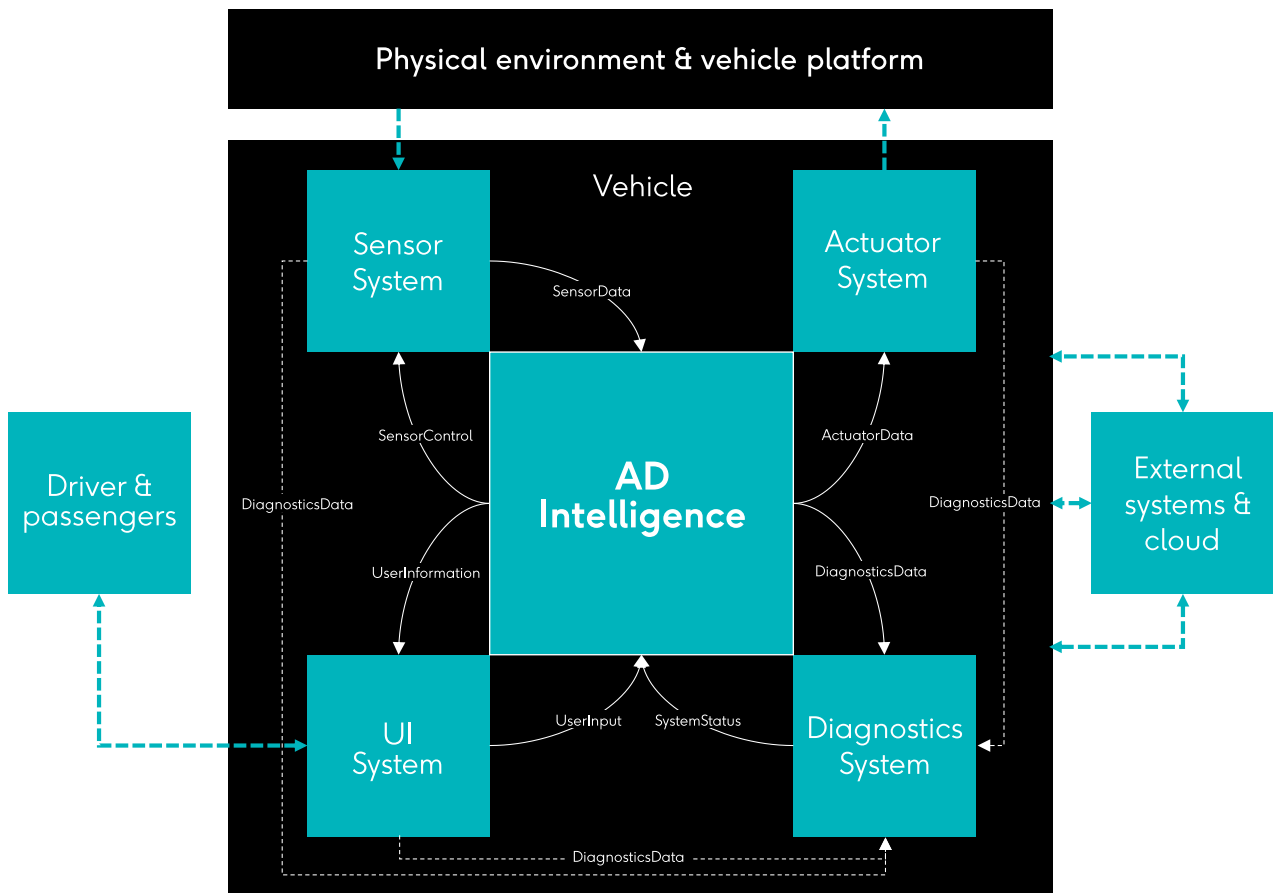 Physical environment & vehicle platform
Vehicle
Sensor
System
Actuator
System
SensorData
SensorControl
ActuatorData
AD
Intelligence
Driver &
passengers
DiagnosticsData
DiagnosticsData
External
systems &
cloud
UserInformation
DiagnosticsData
UI
System
UserInput
SystemStatus
Diagnostics
System
DiagnosticsData